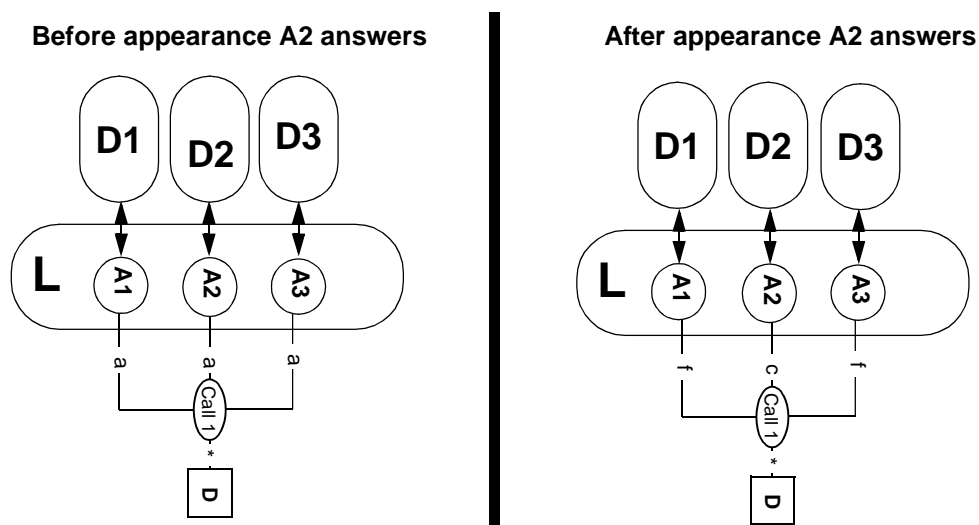 Before appearance A2 answers
D1 D2 D3
L A1 A2 A3
a a a
Call 1
*
D
After appearance A2 answers
D1 D2 D3
L A1 A2 A3
f c f
Call 1
*
D